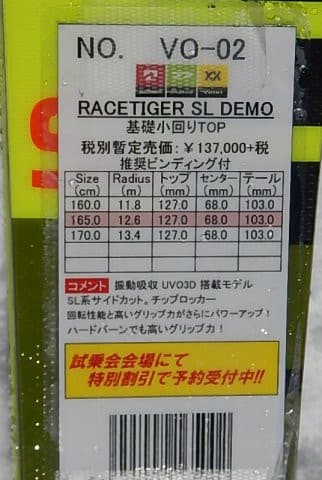 NO. VO-02
RACETIGER SL DEMO
基礎小回りTOP
税別暫定売価：￥137,000+税
推奨ビンディング付
Size (cm) Radius (m) トップ (mm) センター (mm) テール (mm)
160.0 11.8 127.0 68.0 103.0
165.0 12.6 127.0 68.0 103.0
170.0 13.4 127.0 68.0 103.0
コメント 振動吸収 UVO3D 搭載モデル
SL系サイドカット。チップロッカー
回転性能と高いグリップ力がさらにパワーアップ！
ハードバーンでも高いグリップ力！
試乗会会場にて
特別割引で予約受付中!!